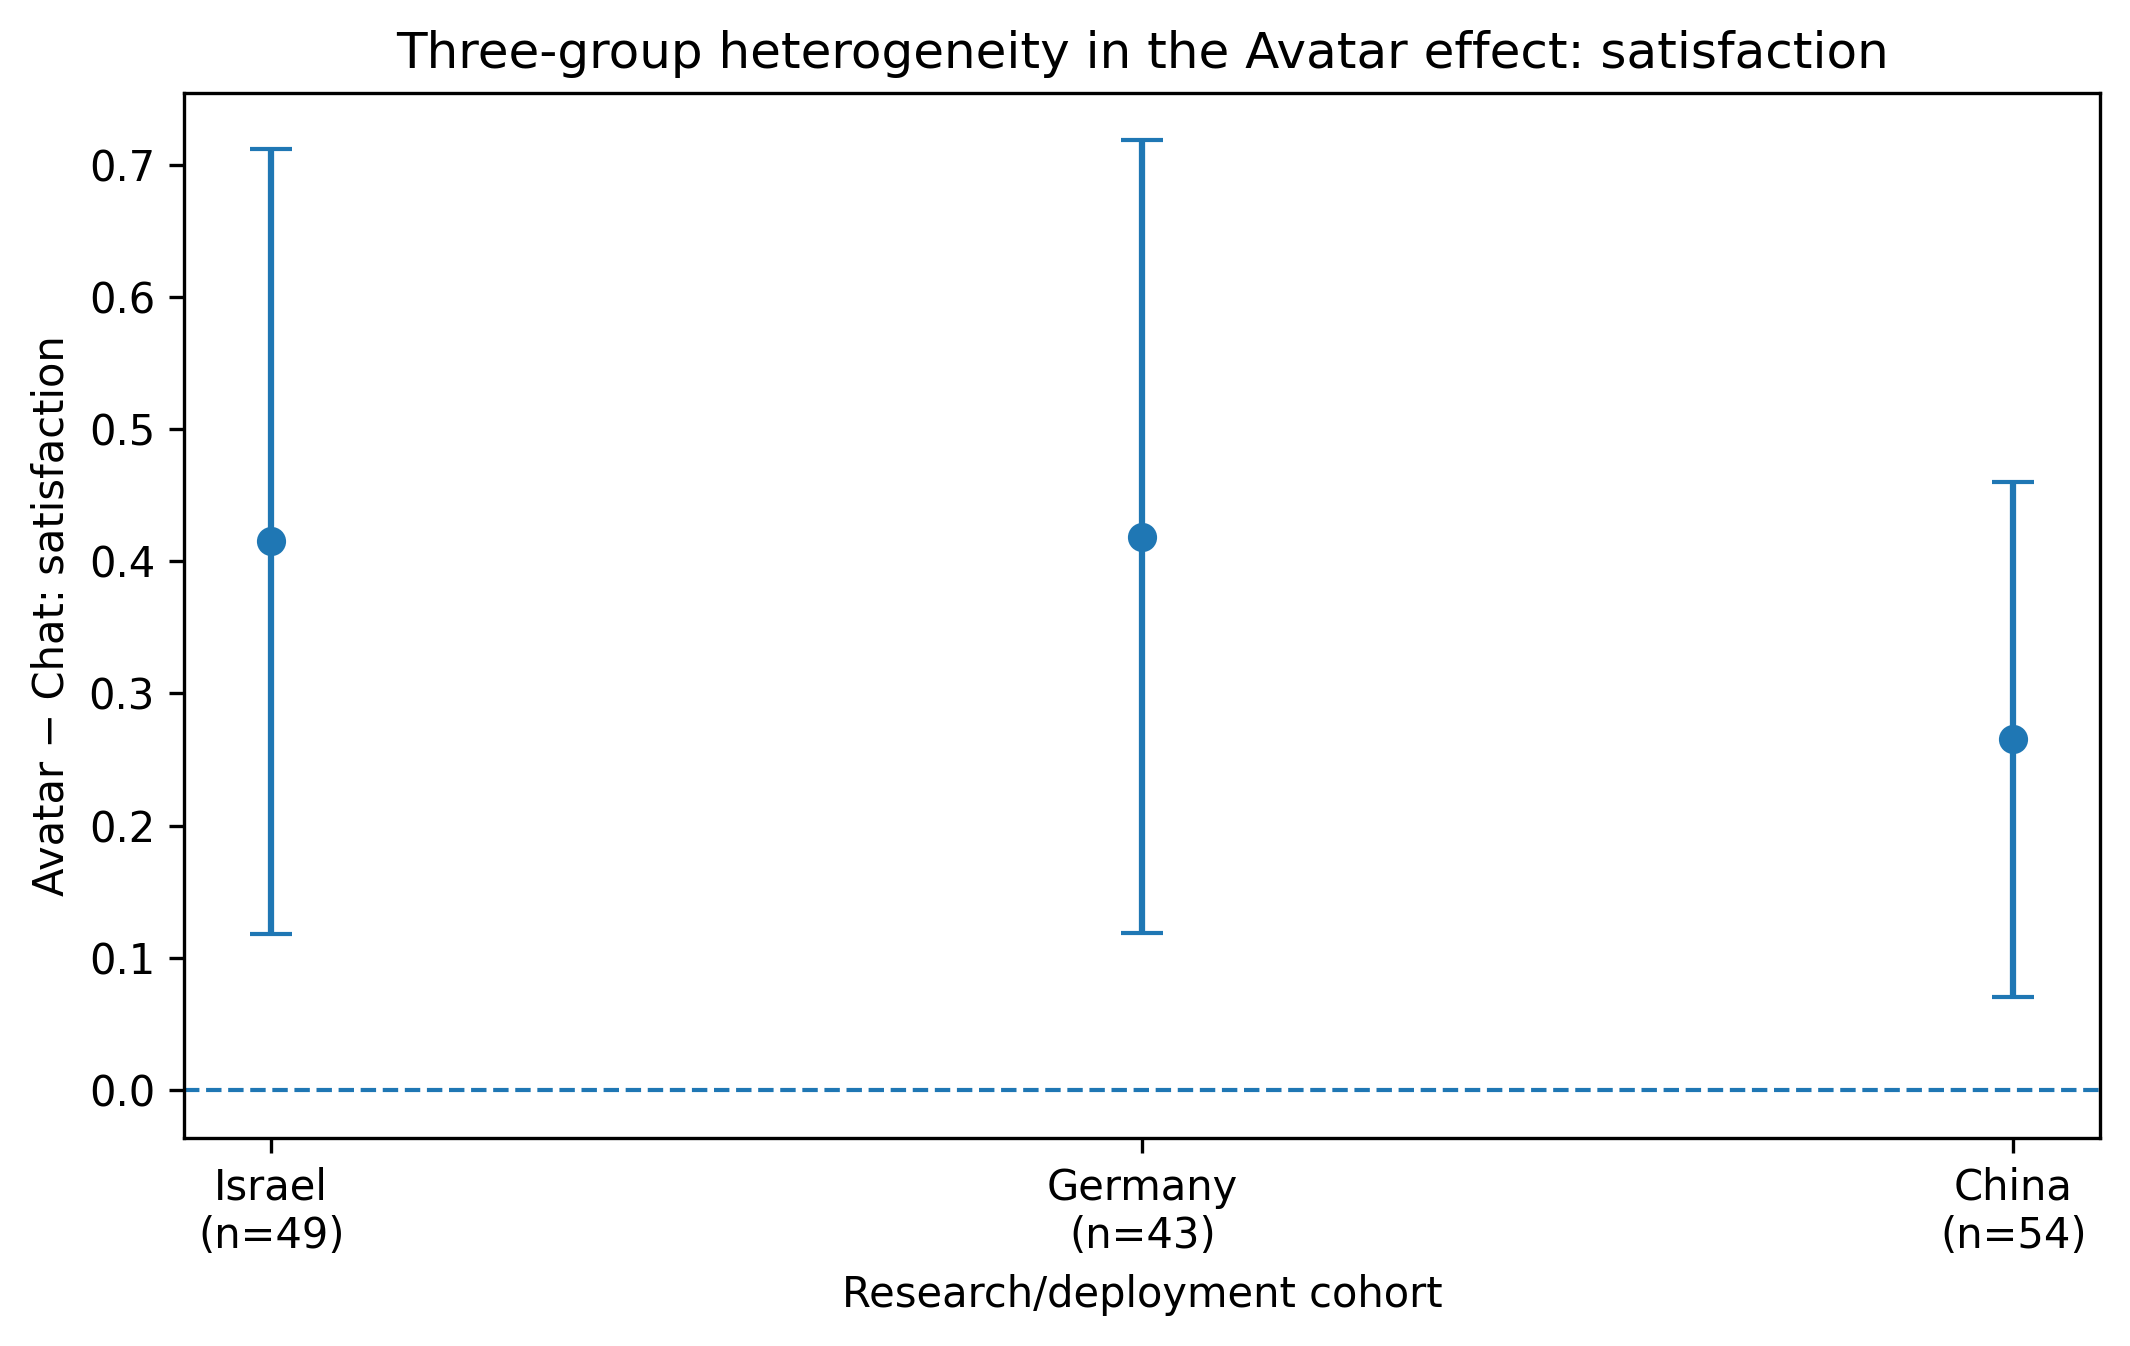 Three-group heterogeneity in the Avatar effect: satisfaction
Avatar − Chat: satisfaction
0.7
0.6
0.5
0.4
0.3
0.2
0.1
0.0
Israel
(n=49)
Germany
(n=43)
China
(n=54)
Research/deployment cohort